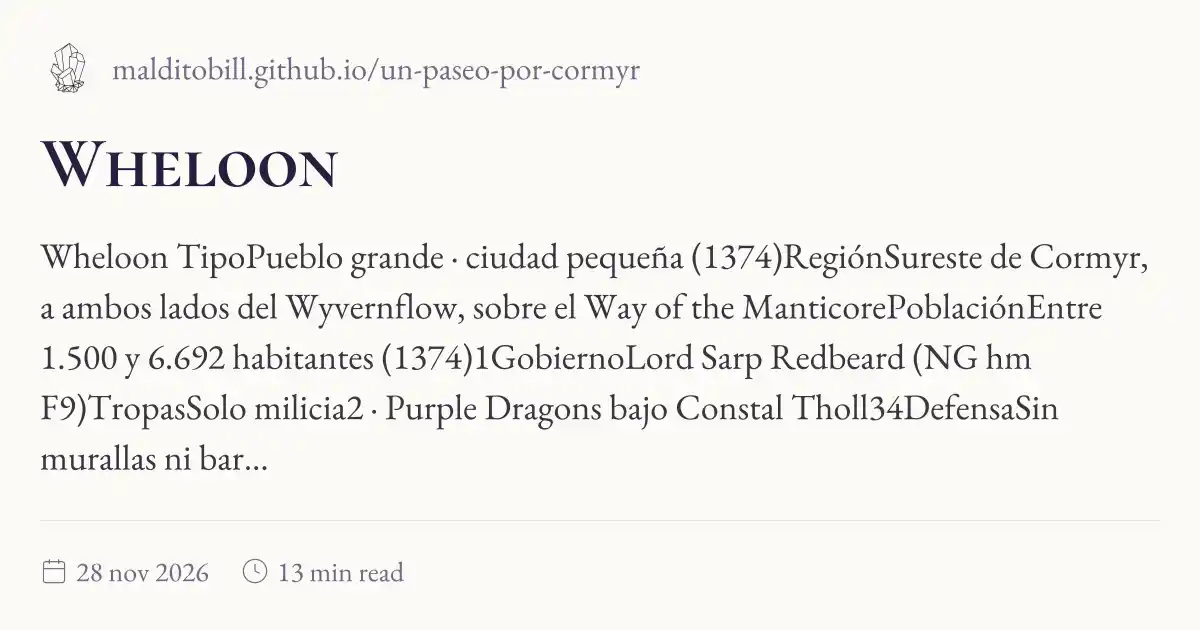 malditobill.github.io/un-paseo-por-cormyr
Wheloon
Wheloon TipoPueblo grande · ciudad pequeña (1374)RegiónSureste de Cormyr,
a ambos lados del Wyvernflow, sobre el Way of the ManticorePoblaciónEntre
1.500 y 6.692 habitantes (1374)1GobiernoLord Sarp Redbeard (NG hm
F9)TropasSolo milicia2 · Purple Dragons bajo Constal Tholl34DefensaSin
murallas ni bar...
28 nov 2026 13 min read